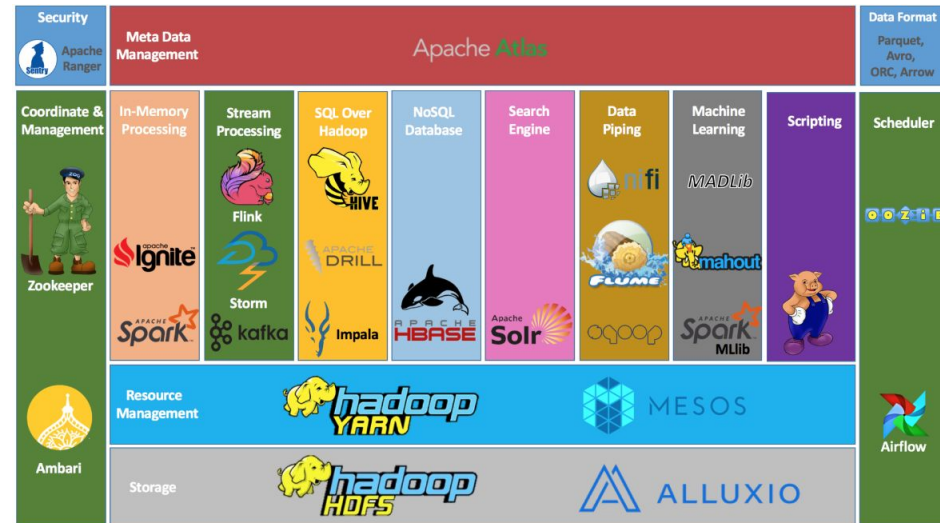 Security
Sentry
Apache
Ranger
Meta Data
Management
Apache Atlas
Data Format
Parquet,
Avro,
ORC, Arrow
Coordinate &
Management
Zookeeper
Ambari
In-Memory
Processing
apache
Ignite
APACHE
Spark
Stream
Processing
Flink
Storm
kafka
SQL Over
Hadoop
HIVE
APACHE
DRILL
Impala
NoSQL
Database
APACHE
HBASE
Search
Engine
Apache
Solr
Data
Piping
nifi
FLUME
sqoop
Machine
Learning
MADLib
mahout
APACHE
Spark
MLlib
Scripting
Scheduler
OOZIE
Airflow
Resource
Management
hadoop
YARN
MESOS
Storage
hadoop
HDFS
ALLUXIO